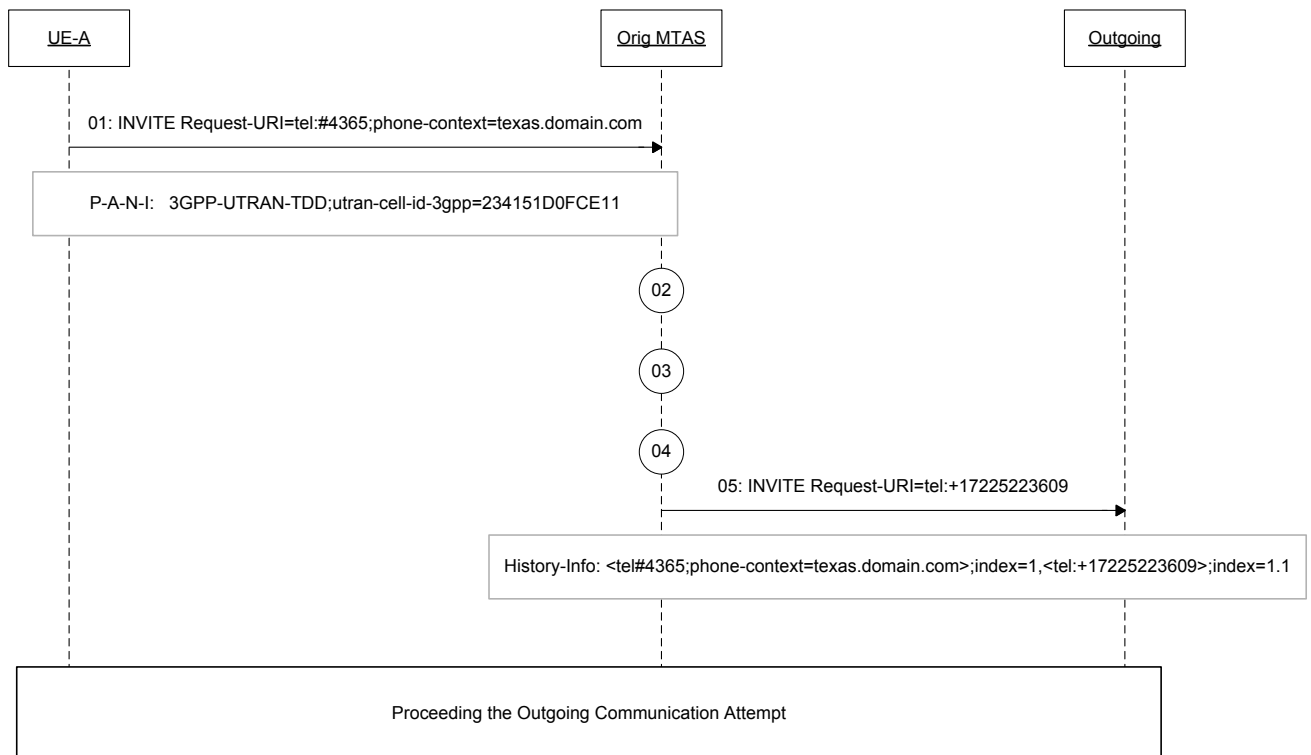 UE-A
Orig MTAS
Outgoing
01: INVITE Request-URI=tel:#4365;phone-context=texas.domain.com
P-A-N-I:   3GPP-UTRAN-TDD;utran-cell-id-3gpp=234151D0FCE11
02
03
04
05: INVITE Request-URI=tel:+17225223609
History-Info: <tel#4365;phone-context=texas.domain.com>;index=1,<tel:+17225223609>;index=1.1
Proceeding the Outgoing Communication Attempt